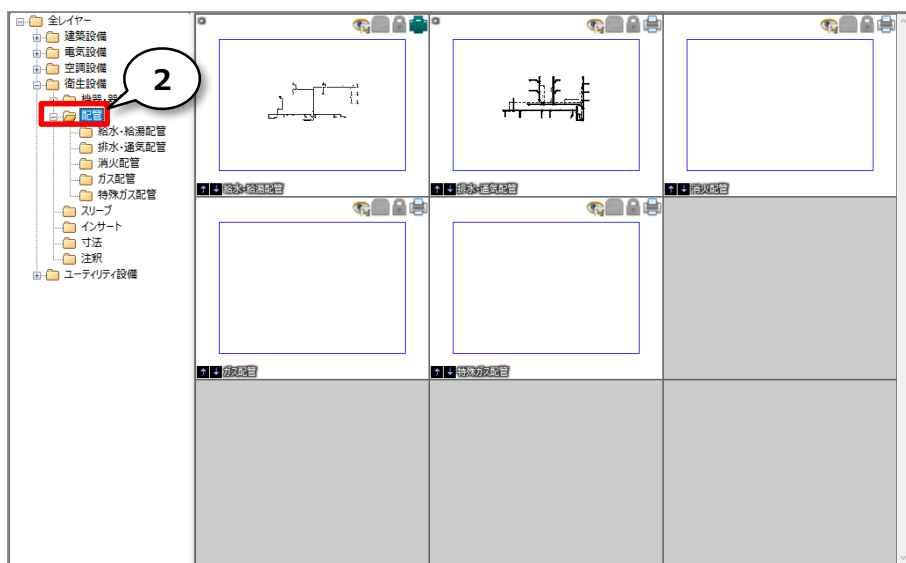 全レイヤー
建築設備
電気設備
空調設備
衛生設備
2
配管
給水・給湯配管
排水・通気配管
消火配管
ガス配管
特殊ガス配管
スリーブ
インサート
寸法
注釈
ユーティリティ設備
給水・給湯配管
排水・通気配管
消火配管
ガス配管
特殊ガス配管